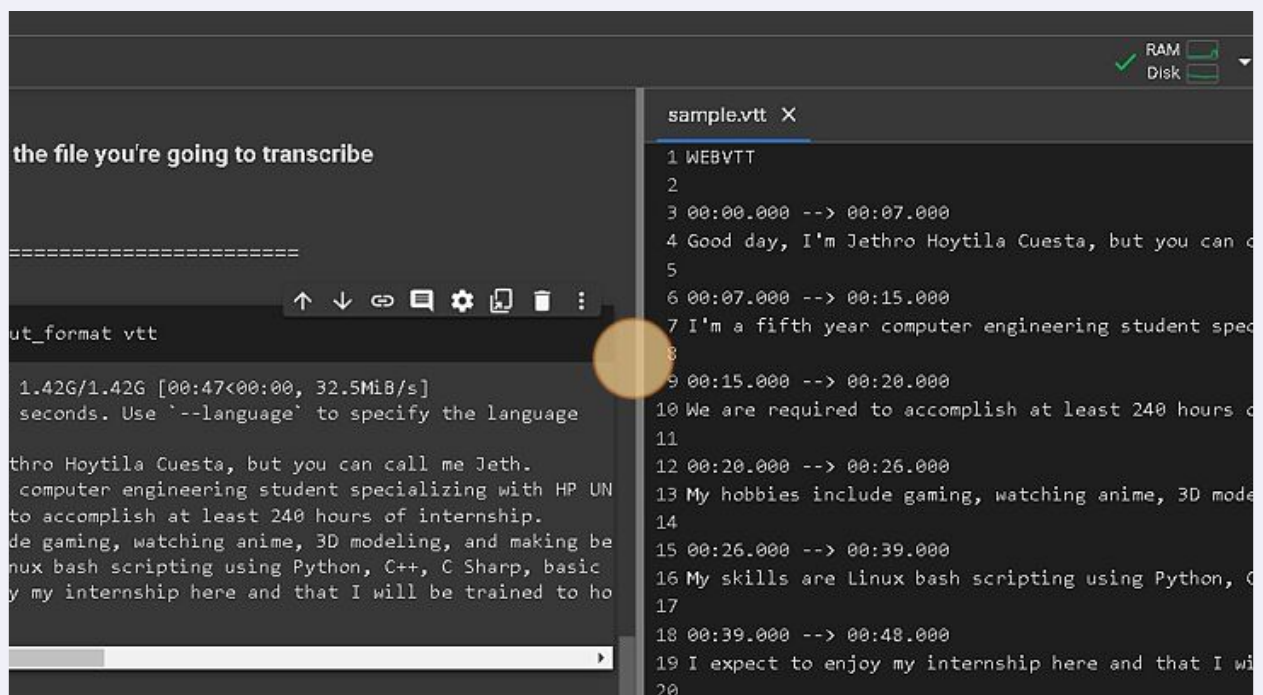 RAM
Disk
the file you're going to transcribe
=======================
ut_format vtt
1.42G/1.42G [00:47<00:00, 32.5MiB/s]
seconds. Use `--language` to specify the language
thro Hoytila Cuesta, but you can call me Jeth.
computer engineering student specializing with HP UN
to accomplish at least 240 hours of internship.
de gaming, watching anime, 3D modeling, and making be
nux bash scripting using Python, C++, C Sharp, basic
y my internship here and that I will be trained to ho
sample.vtt
1 WEBVTT
2
3 00:00.000 --> 00:07.000
4 Good day, I'm Jethro Hoytila Cuesta, but you can c
5
6 00:07.000 --> 00:15.000
7 I'm a fifth year computer engineering student spec
8
9 00:15.000 --> 00:20.000
10 We are required to accomplish at least 240 hours o
11
12 00:20.000 --> 00:26.000
13 My hobbies include gaming, watching anime, 3D mode
14
15 00:26.000 --> 00:39.000
16 My skills are Linux bash scripting using Python, C
17
18 00:39.000 --> 00:48.000
19 I expect to enjoy my internship here and that I wi
20